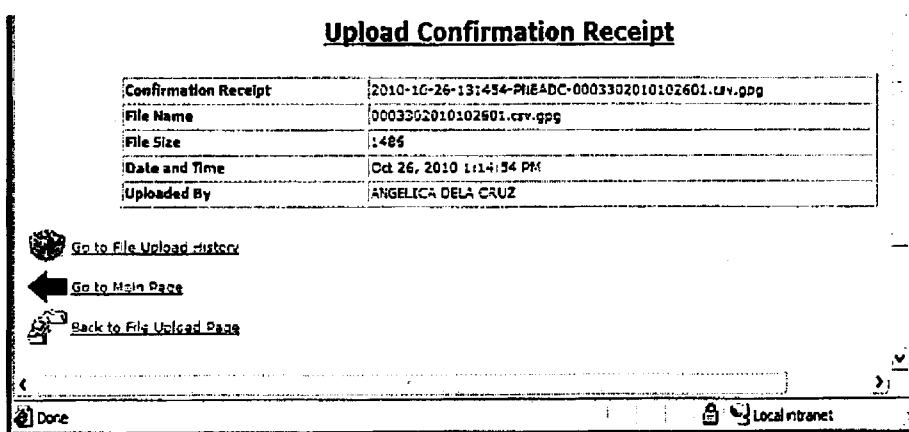 Upload Confirmation Receipt
Confirmation Receipt 2010-10-26-131454-PNEADC-0003302010102601.csv.gpg
File Name 0003302010102601.csv.gpg
File Size 1486
Date and Time Oct 26, 2010 1:14:54 PM
Uploaded By ANGELICA DELA CRUZ
Go to File Upload History
Go to Main Page
Back to File Upload Page
Done Local intranet